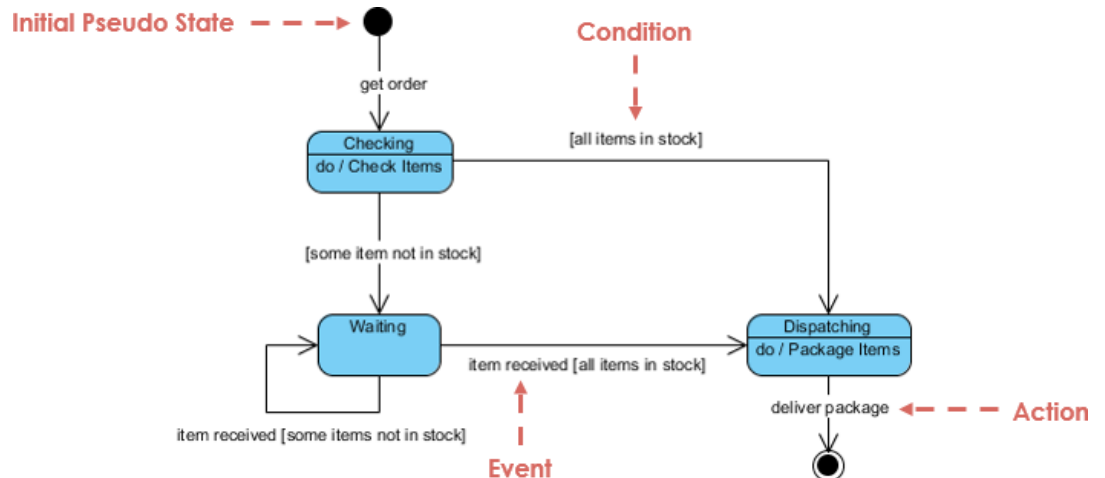 Initial Pseudo State
Condition
get order
[all items in stock]
Checking
do / Check Items
[some item not in stock]
Waiting
Dispatching
do / Package Items
item received [all items in stock]
deliver package
Action
item received [some items not in stock]
Event